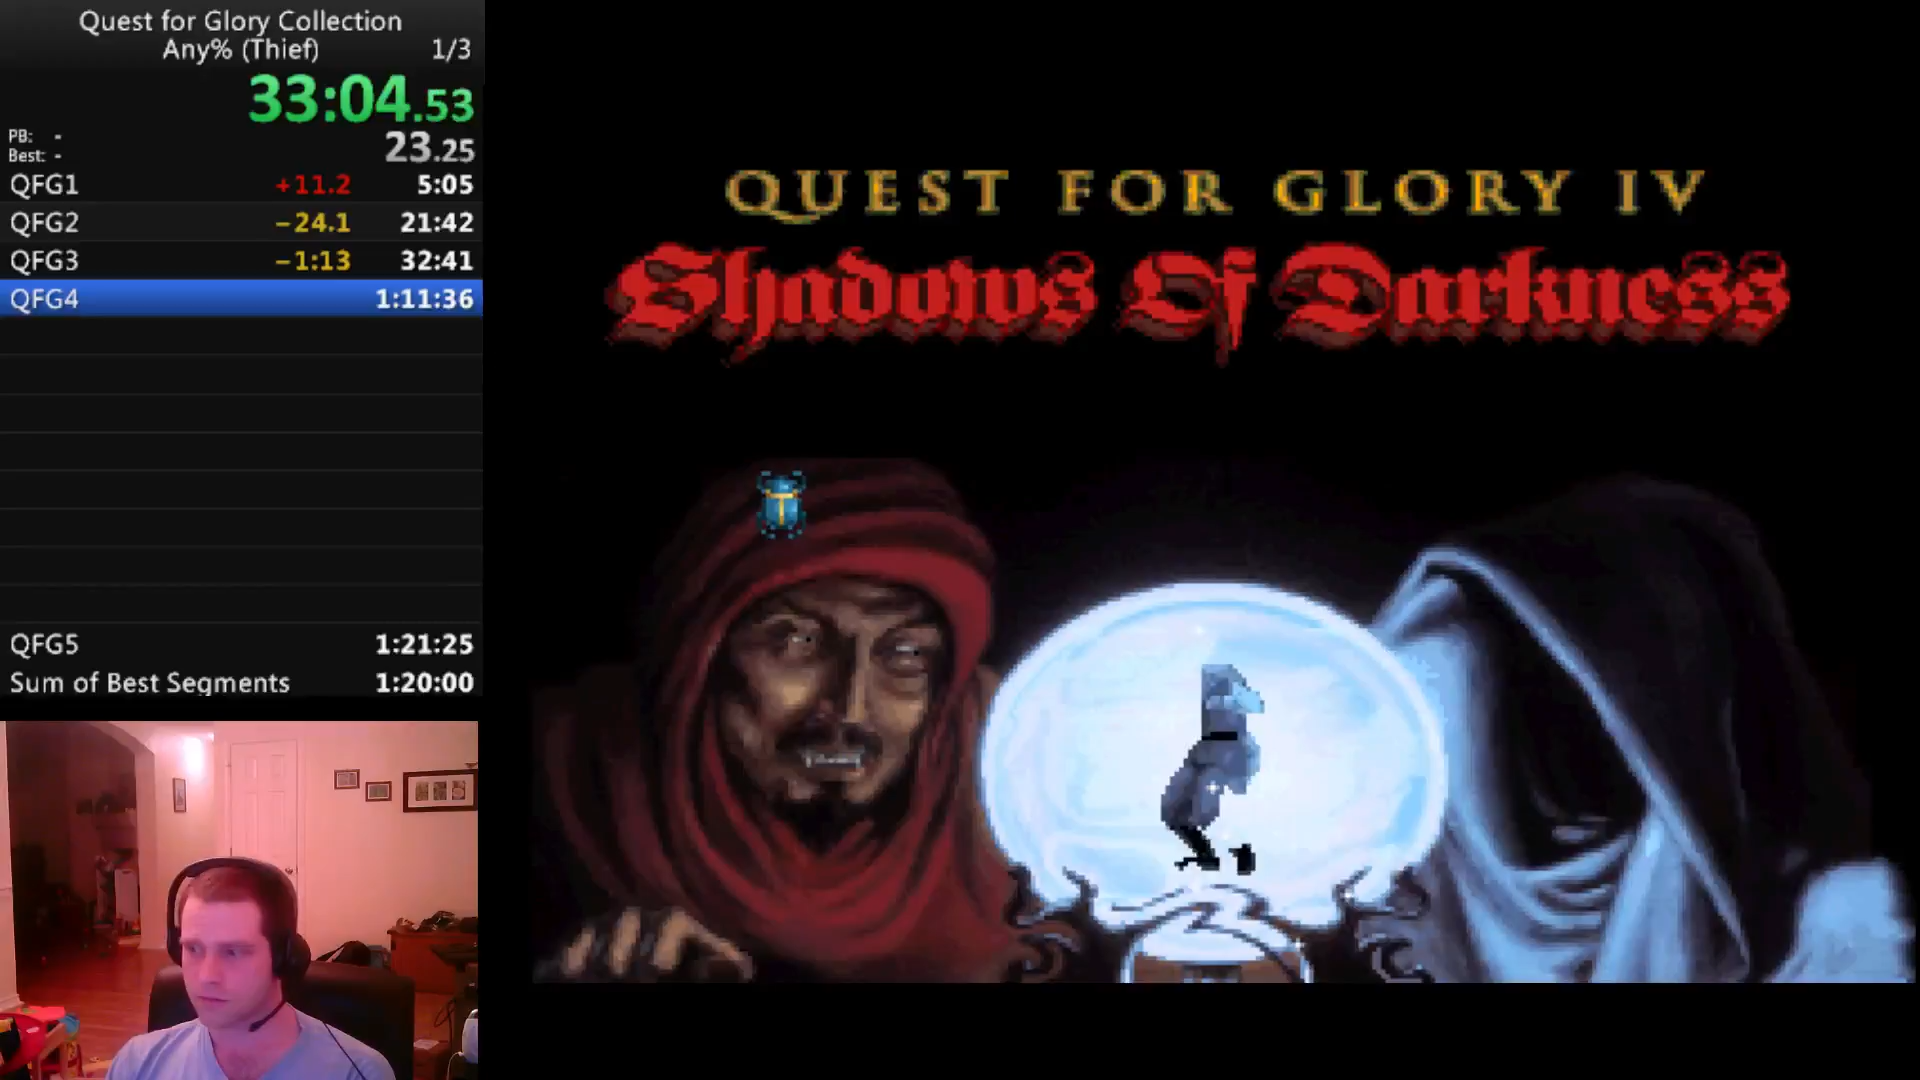 Quest for Glory Collection
Any% (Thief) 1/3
33:04.53
PB: -
23.25
Best: -
QFG1 +11.2 5:05
QFG2 −24.1 21:42
QFG3 −1:13 32:41
QFG4 1:11:36
QFG5 1:21:25
Sum of Best Segments 1:20:00
QUEST FOR GLORY IV
Shadows Of Darkness